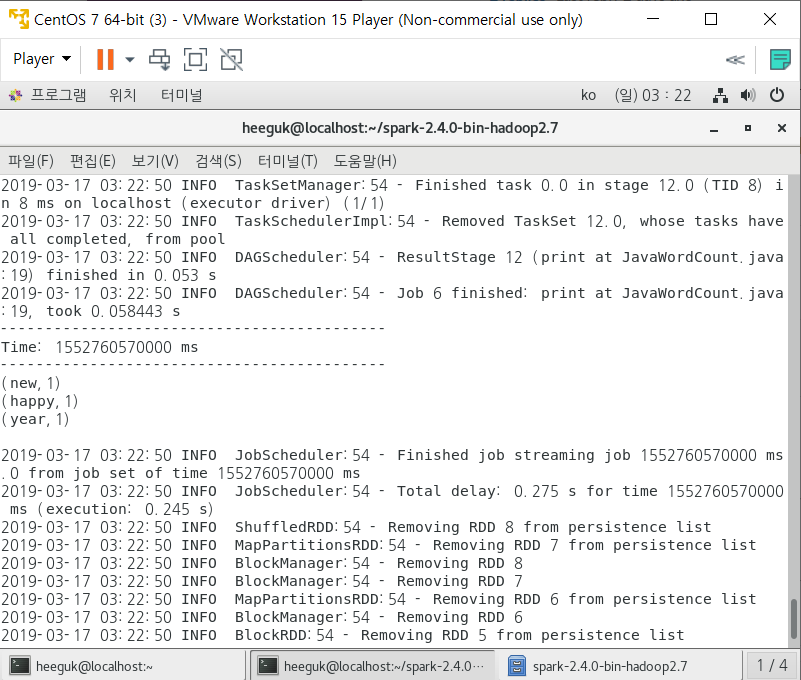 CentOS 7 64-bit (3) - VMware Workstation 15 Player (Non-commercial use only)
Player
프로그램 위치 터미널 ko (일) 03 : 22
heeguk@localhost:~/spark-2.4.0-bin-hadoop2.7
파일(F) 편집(E) 보기(V) 검색(S) 터미널(T) 도움말(H)
2019-03-17 03:22:50 INFO  TaskSetManager:54 - Finished task 0.0 in stage 12.0 (TID 8) i
n 8 ms on localhost (executor driver) (1/1)
2019-03-17 03:22:50 INFO  TaskSchedulerImpl:54 - Removed TaskSet 12.0, whose tasks have
 all completed, from pool
2019-03-17 03:22:50 INFO  DAGScheduler:54 - ResultStage 12 (print at JavaWordCount.java
:19) finished in 0.053 s
2019-03-17 03:22:50 INFO  DAGScheduler:54 - Job 6 finished: print at JavaWordCount.java
:19, took 0.058443 s
-------------------------------------------
Time: 1552760570000 ms
-------------------------------------------
(new,1)
(happy,1)
(year,1)
2019-03-17 03:22:50 INFO  JobScheduler:54 - Finished job streaming job 1552760570000 ms
.0 from job set of time 1552760570000 ms
2019-03-17 03:22:50 INFO  JobScheduler:54 - Total delay: 0.275 s for time 1552760570000
 ms (execution: 0.245 s)
2019-03-17 03:22:50 INFO  ShuffledRDD:54 - Removing RDD 8 from persistence list
2019-03-17 03:22:50 INFO  MapPartitionsRDD:54 - Removing RDD 7 from persistence list
2019-03-17 03:22:50 INFO  BlockManager:54 - Removing RDD 8
2019-03-17 03:22:50 INFO  BlockManager:54 - Removing RDD 7
2019-03-17 03:22:50 INFO  MapPartitionsRDD:54 - Removing RDD 6 from persistence list
2019-03-17 03:22:50 INFO  BlockManager:54 - Removing RDD 6
2019-03-17 03:22:50 INFO  BlockRDD:54 - Removing RDD 5 from persistence list
heeguk@localhost:~ heeguk@localhost:~/spark-2.4.0-… spark-2.4.0-bin-hadoop2.7 1 / 4